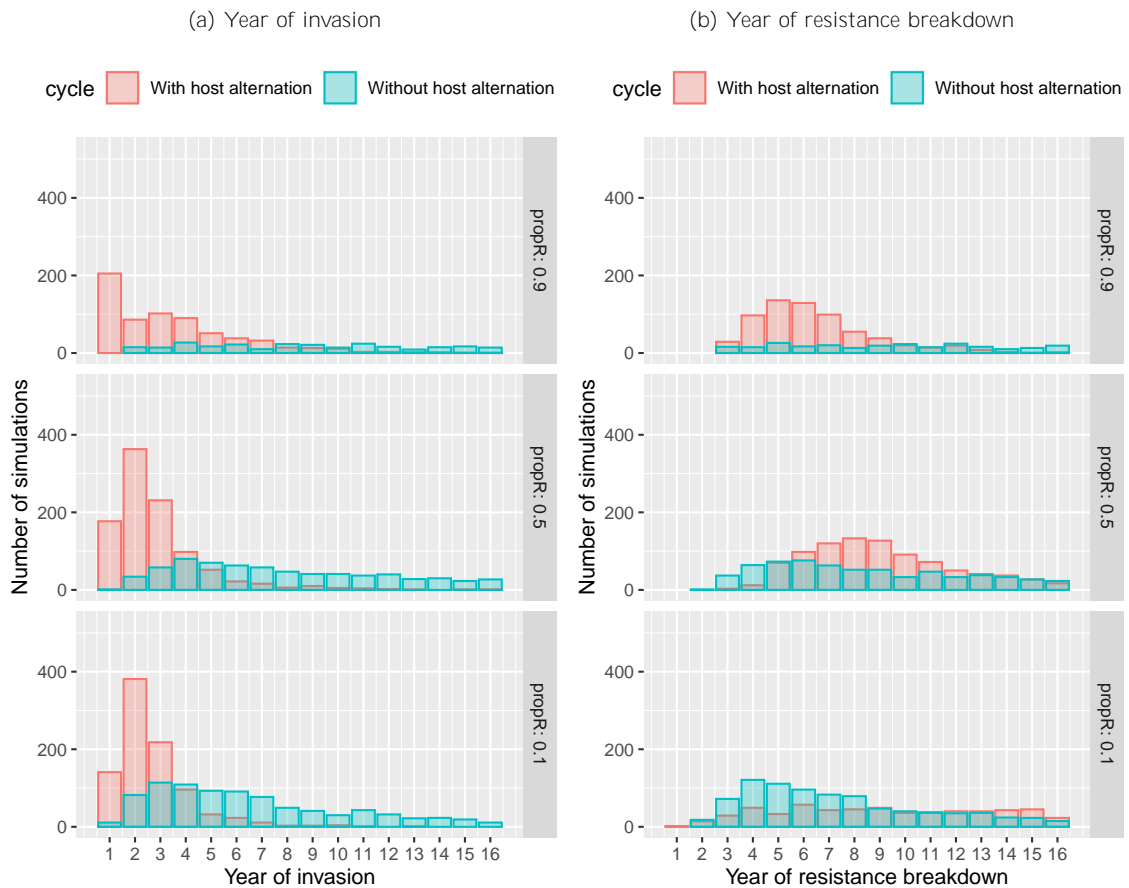 (a) Year of invasion
(b) Year of resistance breakdown
cycle With host alternation Without host alternation
cycle With host alternation Without host alternation
Number of simulations
400
200
0
propR: 0.9
400
200
0
propR: 0.5
400
200
0
propR: 0.1
1 2 3 4 5 6 7 8 9 10 11 12 13 14 15 16
Year of invasion
Number of simulations
400
200
0
propR: 0.9
400
200
0
propR: 0.5
400
200
0
propR: 0.1
1 2 3 4 5 6 7 8 9 10 11 12 13 14 15 16
Year of resistance breakdown